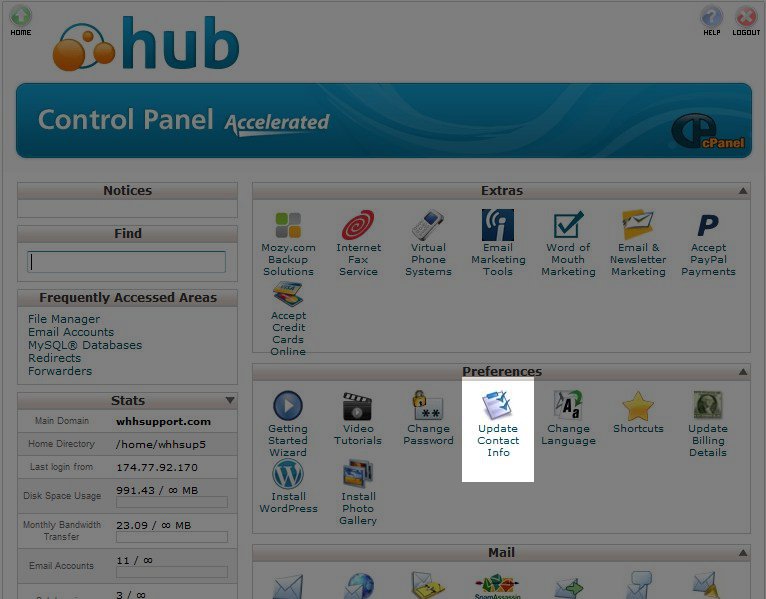 HOME
hub
HELP
LOGOUT
Control Panel Accelerated
cPanel
Notices
Find
Frequently Accessed Areas
File Manager
Email Accounts
MySQL® Databases
Redirects
Forwarders
Stats
Main Domain whhsupport.com
Home Directory /home/whhsup5
Last login from 174.77.92.170
Disk Space Usage 991.43 / ∞ MB
Monthly Bandwidth
Transfer
23.09 / ∞ MB
Email Accounts 11 / ∞
3 / ∞
Extras
Mozy.com
Backup
Solutions
Internet
Fax
Service
Virtual
Phone
Systems
Email
Marketing
Tools
Word of
Mouth
Marketing
Email &
Newsletter
Marketing
Accept
PayPal
Payments
Accept
Credit
Cards
Online
Preferences
Getting
Started
Wizard
Video
Tutorials
Change
Password
Update
Contact
Info
Change
Language
Shortcuts
Update
Billing
Details
Install
WordPress
Install
Photo
Gallery
Mail
SpamAssassin